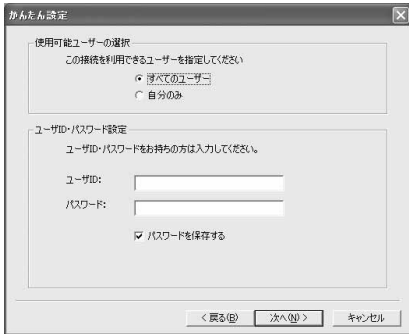 かんたん設定
使用可能ユーザーの選択
この接続を利用できるユーザーを指定してください
すべてのユーザー
自分のみ
ユーザID・パスワード設定
ユーザID・パスワードをお持ちの方は入力してください。
ユーザID:
パスワード:
パスワードを保存する
< 戻る(B)
次へ(N) >
キャンセル